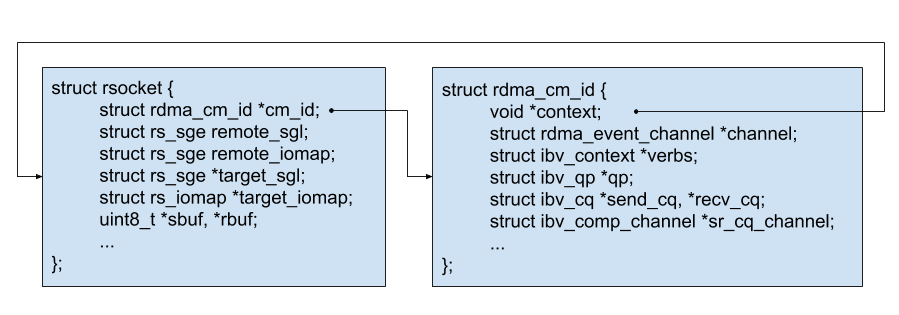 struct rsocket {
struct rdma_cm_id *cm_id;
struct rs_sge remote_sgl;
struct rs_sge remote_iomap;
struct rs_sge *target_sgl;
struct rs_iomap *target_iomap;
uint8_t *sbuf, *rbuf;
...
};
struct rdma_cm_id {
void *context;
struct rdma_event_channel *channel;
struct ibv_context *verbs;
struct ibv_qp *qp;
struct ibv_cq *send_cq, *recv_cq;
struct ibv_comp_channel *sr_cq_channel;
...
};